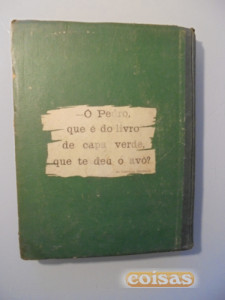 —Ó Pedro,
que é do livro
de capa verde,
que te deu o avô?
coisas